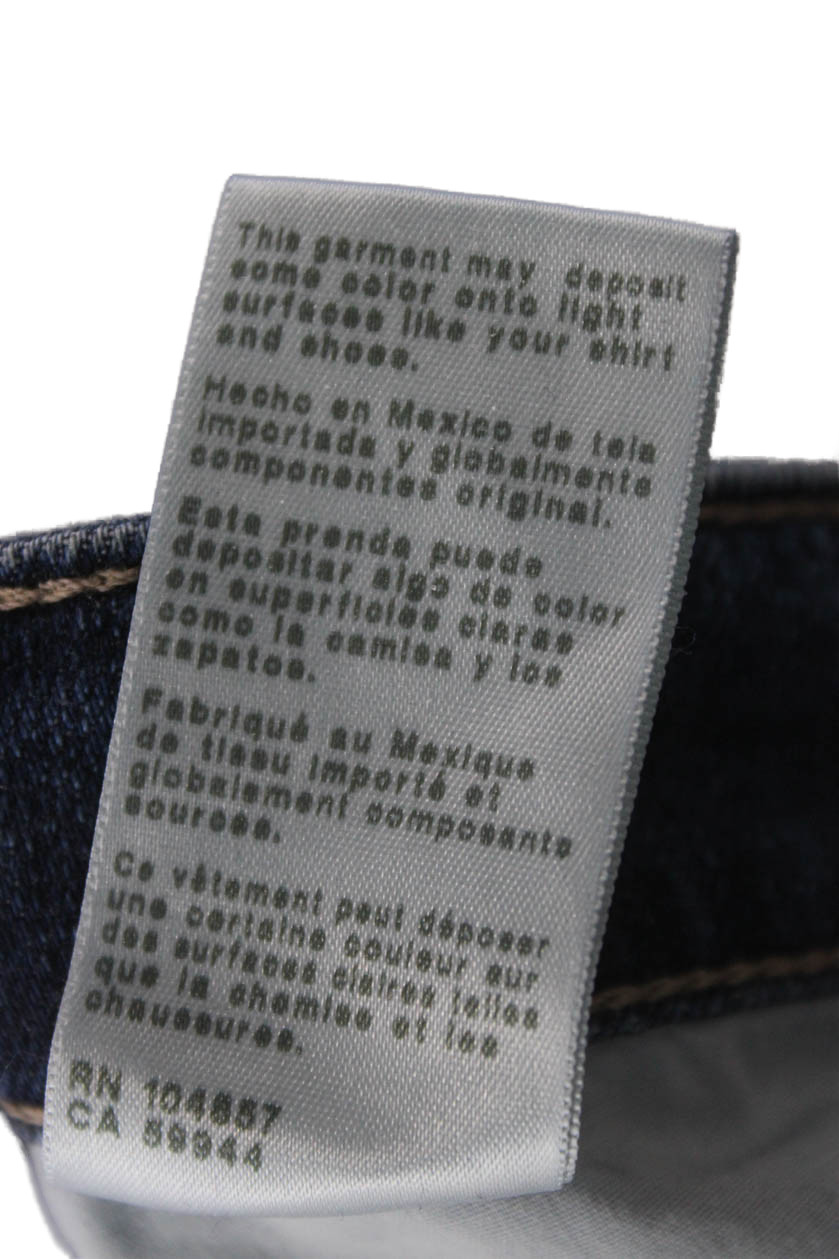 This garment may deposit
some color onto light
surfaces like your shirt
and shoes.
Hecho en Mexico de tela
importada y globalmente
componentes original.
Esta prenda puede
depositar algo de color
en superficies claras
como la camisa y los
zapatos.
Fabriqué au Mexique
de tissu importé et
globalement composante
sources.
Ce vêtement peut déposer
une certaine couleur sur
des surfaces claires telles
que la chemise et les
chaussures.
RN 104657
CA 59944